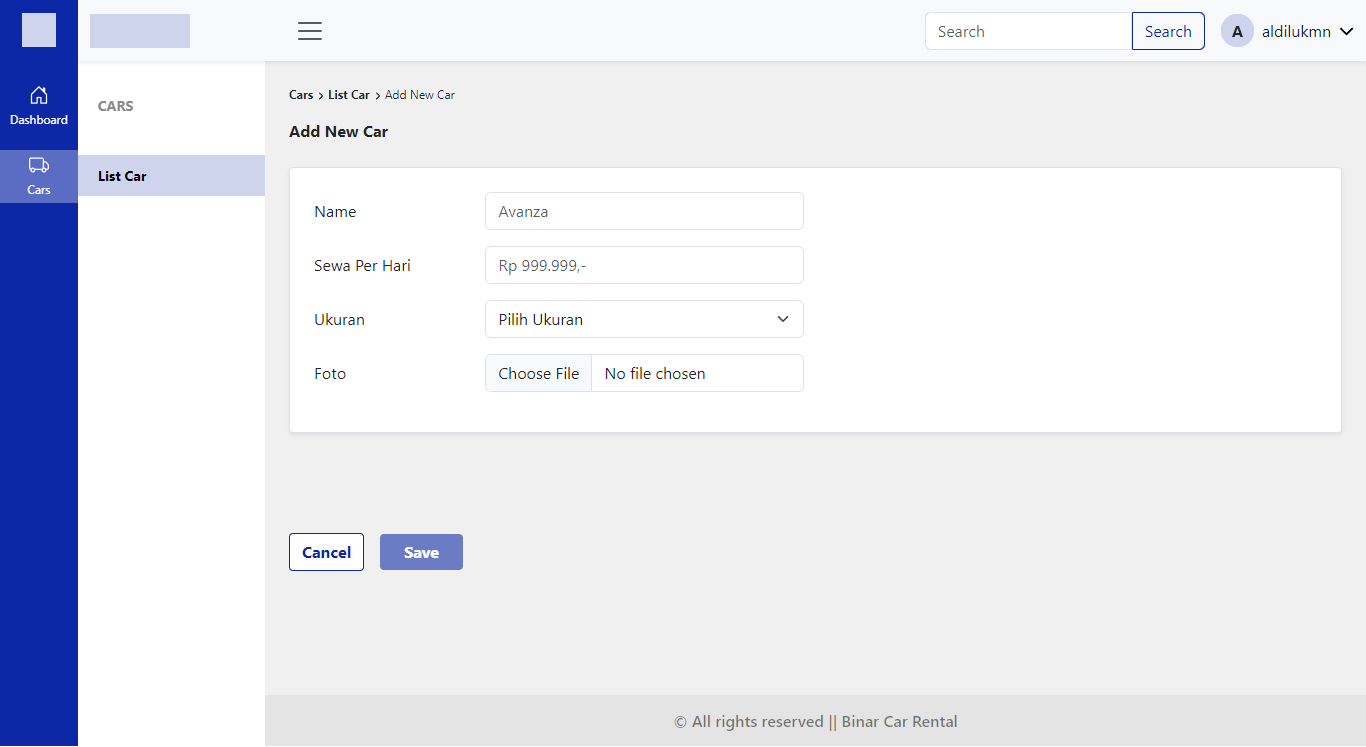 Search
Search
A
aldilukmn
Dashboard
Cars
CARS
List Car
Cars > List Car > Add New Car
Add New Car
Name
Avanza
Sewa Per Hari
Rp 999.999,-
Ukuran
Pilih Ukuran
Foto
Choose File
No file chosen
Cancel
Save
© All rights reserved || Binar Car Rental